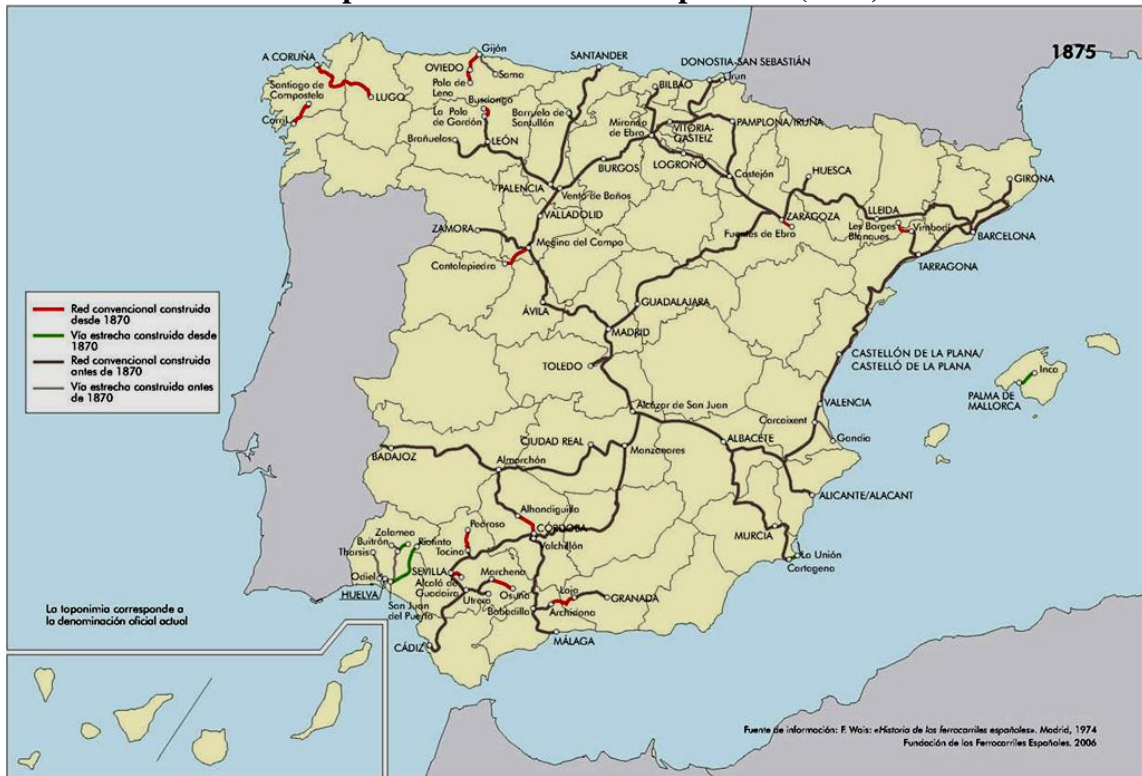 1875
A CORUÑA
Santiago de
Compostela
Carril
LUGO
Gijón
OVIEDO
Sama
Pola de
Lena
Busdongo
La Pola
de Gordón
LEÓN
Brañuelas
SANTANDER
Barruelo de
Santullán
BILBAO
DONOSTIA-SAN SEBASTIÁN
Irun
Miranda
de Ebro
VITORIA-
GASTEIZ
PAMPLONA/IRUÑA
LOGROÑO
BURGOS
Castejón
HUESCA
GIRONA
PALENCIA
Venta de Baños
VALLADOLID
ZAMORA
Medina del Campo
Cantalapiedra
ZARAGOZA
Fuentes de Ebro
LLEIDA
Les Borges
Blanques
Vimbodí
BARCELONA
TARRAGONA
ÁVILA
GUADALAJARA
MADRID
TOLEDO
Red convencional construida
desde 1870
Vía estrecha construida desde
1870
Red convencional construida
antes de 1870
Vía estrecha construida antes
de 1870
CASTELLÓN DE LA PLANA/
CASTELLÓ DE LA PLANA
Inca
PALMA DE
MALLORCA
Alcázar de San Juan
VALENCIA
Carcaixent
Gandia
CIUDAD REAL
Manzanares
ALBACETE
BADAJOZ
Almorchón
ALICANTE/ALACANT
Alhondiguilla
CÓRDOBA
Valchillón
MURCIA
La Unión
Cartagena
Pedroso
Tocina
Zalamea
Buitrón
Riotinto
Tharsis
Odiel
HUELVA
San Juan
del Puerto
SEVILLA
Alcalá de
Guadaira
Marchena
Osuna
Utrera
Bobadilla
Loja
Archidona
GRANADA
CÁDIZ
MÁLAGA
La toponimia corresponde a
la denominación oficial actual
Fuente de información: F. Wais: «Historia de los ferrocarriles españoles». Madrid, 1974
Fundación de los Ferrocarriles Españoles, 2006